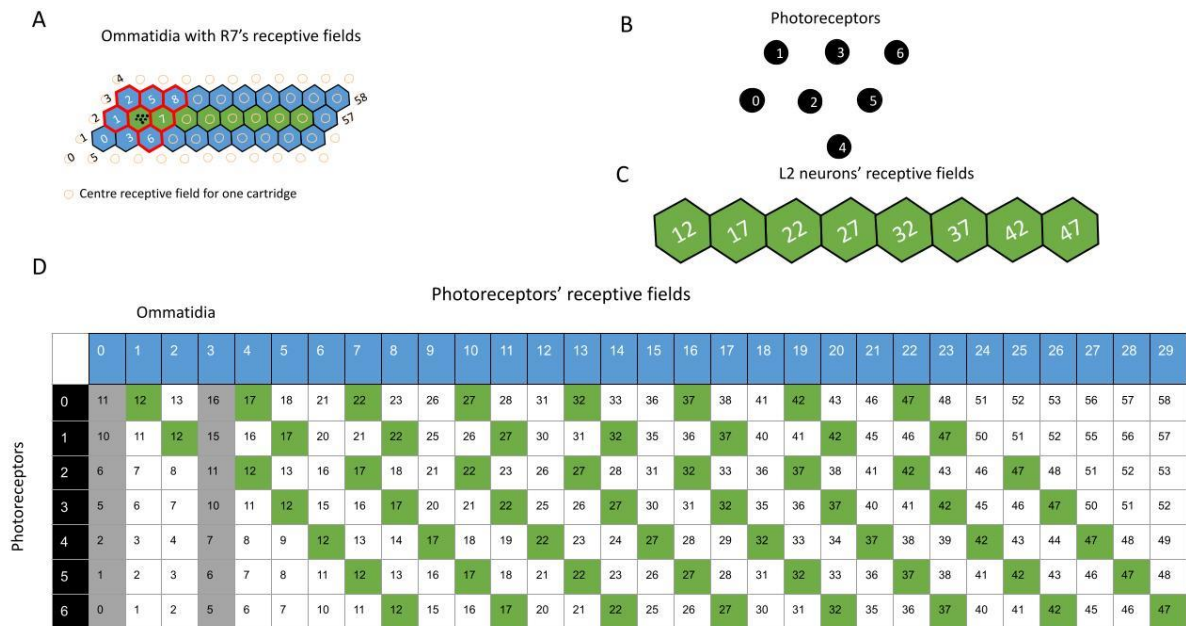 A
Ommatidia with R7's receptive fields
4
3 2 5 8 58
2 1 7 57
1 0 3 6
0 5
Centre receptive field for one cartridge
B
Photoreceptors
1 3 6
0 2 5
4
C
L2 neurons' receptive fields
12 17 22 27 32 37 42 47
D
Photoreceptors' receptive fields
Ommatidia
0 1 2 3 4 5 6 7 8 9 10 11 12 13 14 15 16 17 18 19 20 21 22 23 24 25 26 27 28 29
Photoreceptors
0 11 12 13 16 17 18 21 22 23 26 27 28 31 32 33 36 37 38 41 42 43 46 47 48 51 52 53 56 57 58
1 10 11 12 15 16 17 20 21 22 25 26 27 30 31 32 35 36 37 40 41 42 45 46 47 50 51 52 55 56 57
2 6 7 8 11 12 13 16 17 18 21 22 23 26 27 28 31 32 33 36 37 38 41 42 43 46 47 48 51 52 53
3 5 6 7 10 11 12 15 16 17 20 21 22 25 26 27 30 31 32 35 36 37 40 41 42 45 46 47 50 51 52
4 2 3 4 7 8 9 12 13 14 17 18 19 22 23 24 27 28 29 32 33 34 37 38 39 42 43 44 47 48 49
5 1 2 3 6 7 8 11 12 13 16 17 18 21 22 23 26 27 28 31 32 33 36 37 38 41 42 43 46 47 48
6 0 1 2 5 6 7 10 11 12 15 16 17 20 21 22 25 26 27 30 31 32 35 36 37 40 41 42 45 46 47